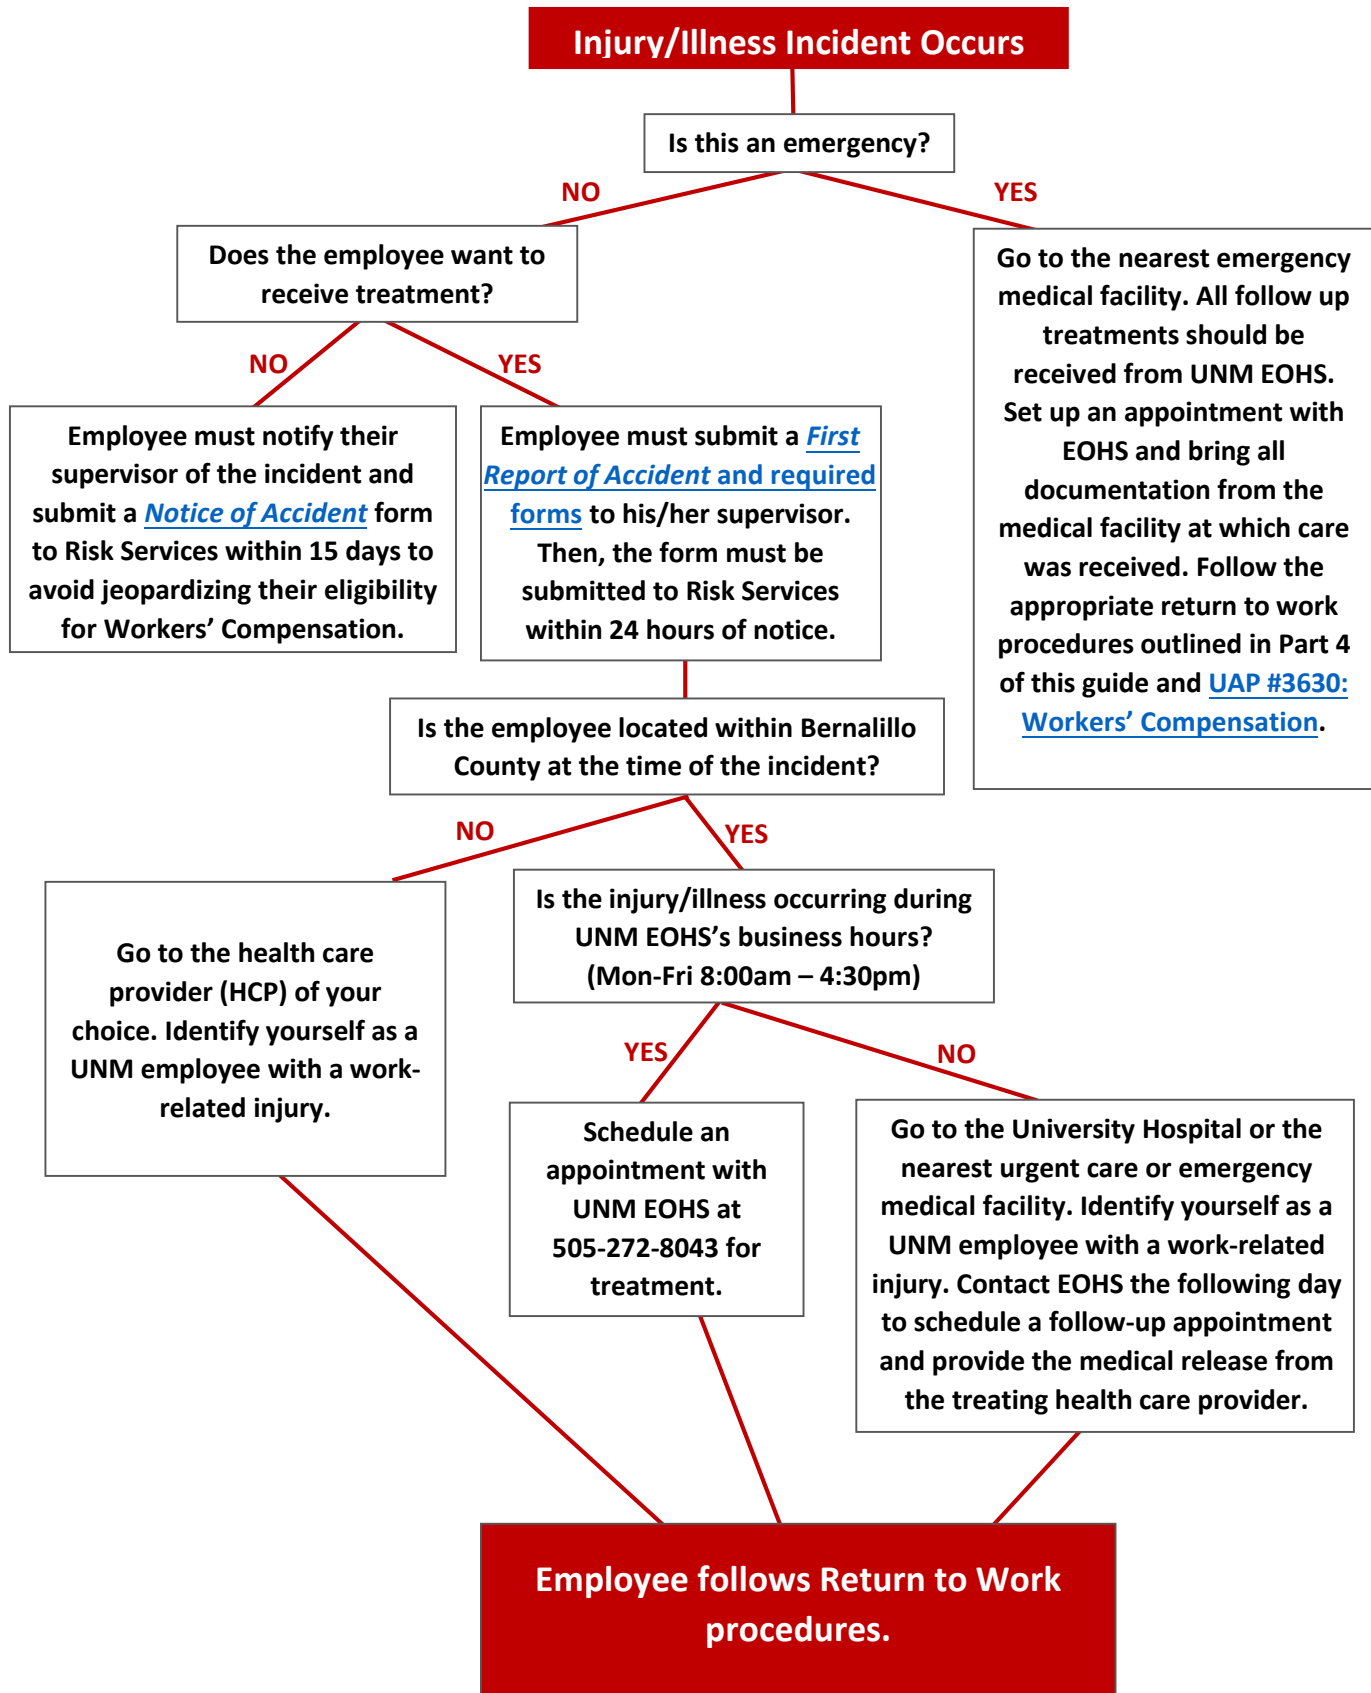 Injury/Illness Incident Occurs
Is this an emergency?
NO
YES
Does the employee want to
receive treatment?
Go to the nearest emergency
medical facility. All follow up
treatments should be
received from UNM EOHS.
Set up an appointment with
EOHS and bring all
documentation from the
medical facility at which care
was received. Follow the
appropriate return to work
procedures outlined in Part 4
of this guide and UAP #3630:
Workers’ Compensation.
NO
YES
Employee must notify their
supervisor of the incident and
submit a Notice of Accident form
to Risk Services within 15 days to
avoid jeopardizing their eligibility
for Workers’ Compensation.
Employee must submit a First
Report of Accident and required
forms to his/her supervisor.
Then, the form must be
submitted to Risk Services
within 24 hours of notice.
Is the employee located within Bernalillo
County at the time of the incident?
NO
YES
Go to the health care
provider (HCP) of your
choice. Identify yourself as a
UNM employee with a work-
related injury.
Is the injury/illness occurring during
UNM EOHS’s business hours?
(Mon-Fri 8:00am – 4:30pm)
YES
NO
Schedule an
appointment with
UNM EOHS at
505-272-8043 for
treatment.
Go to the University Hospital or the
nearest urgent care or emergency
medical facility. Identify yourself as a
UNM employee with a work-related
injury. Contact EOHS the following day
to schedule a follow-up appointment
and provide the medical release from
the treating health care provider.
Employee follows Return to Work
procedures.